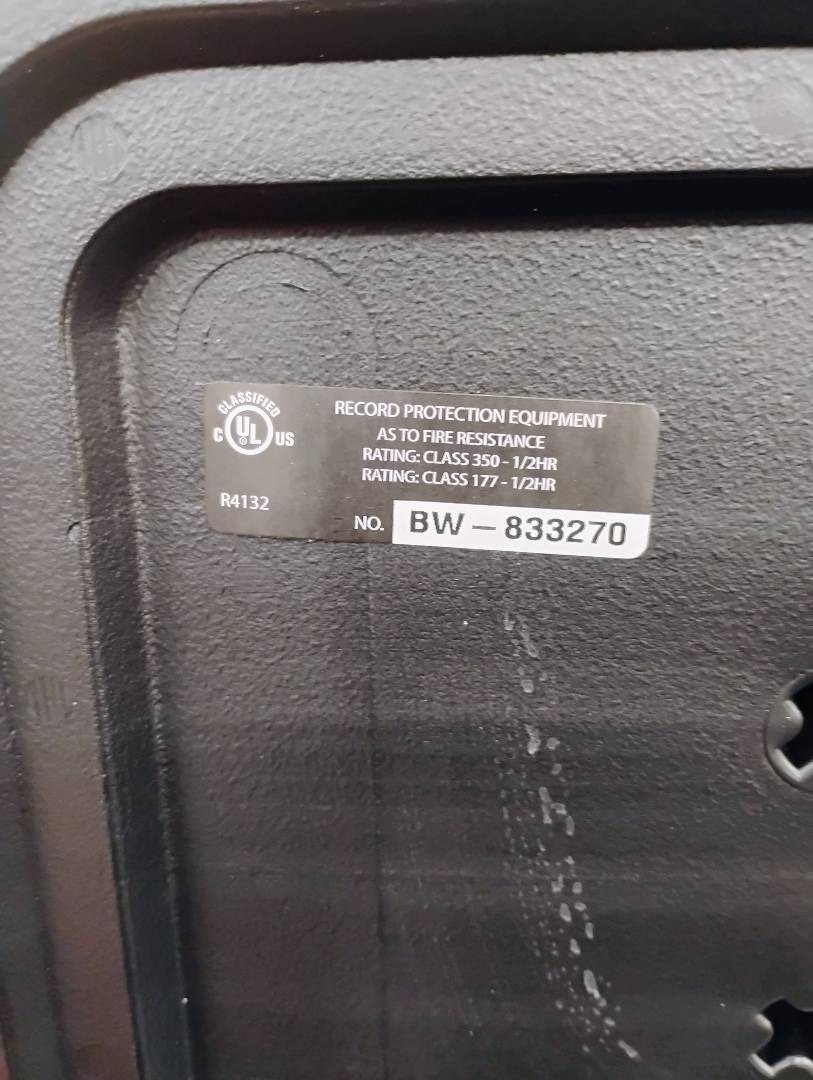 CLASSIFIED
C UL US
RECORD PROTECTION EQUIPMENT
AS TO FIRE RESISTANCE
RATING: CLASS 350 - 1/2HR
RATING: CLASS 177 - 1/2HR
R4132
NO. BW – 833270